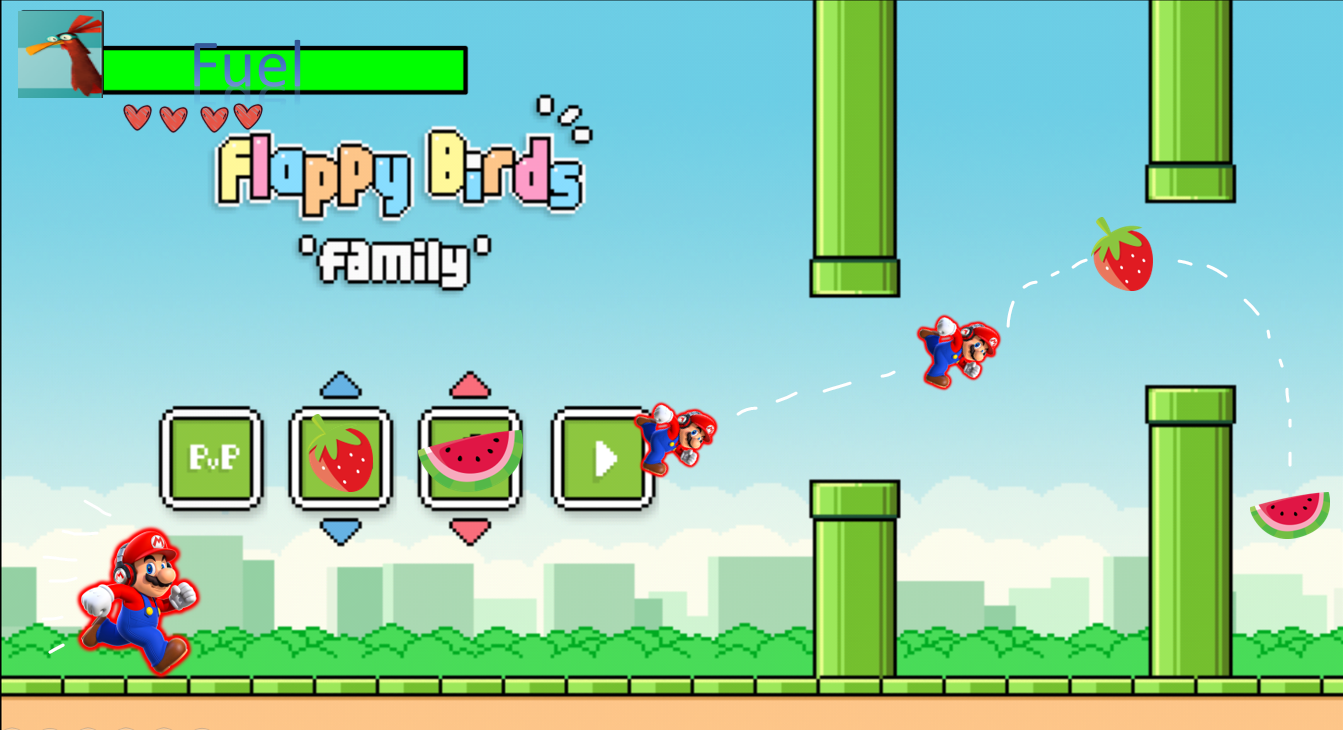 Fuel
Flappy Birds
'family'
PvP
M
M